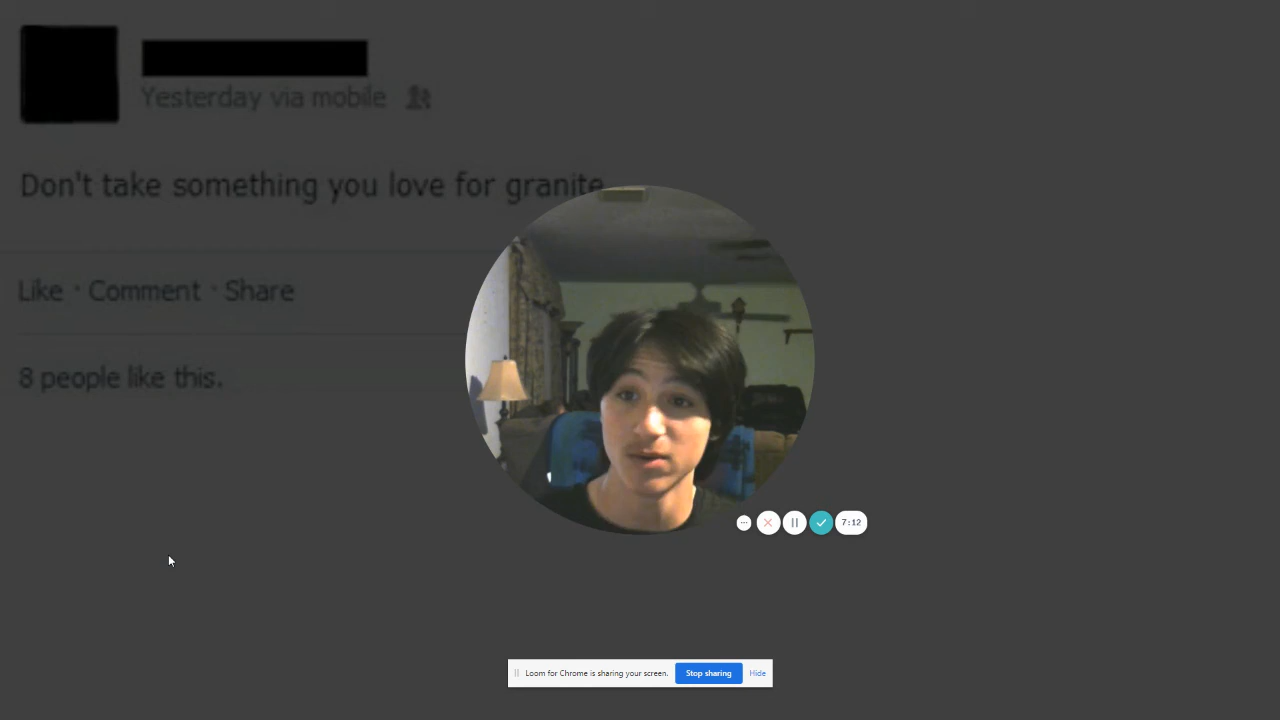 Yesterday via mobile
Don't take something you love for granite
Like · Comment · Share
8 people like this.
7:12
Loom for Chrome is sharing your screen. Stop sharing Hide